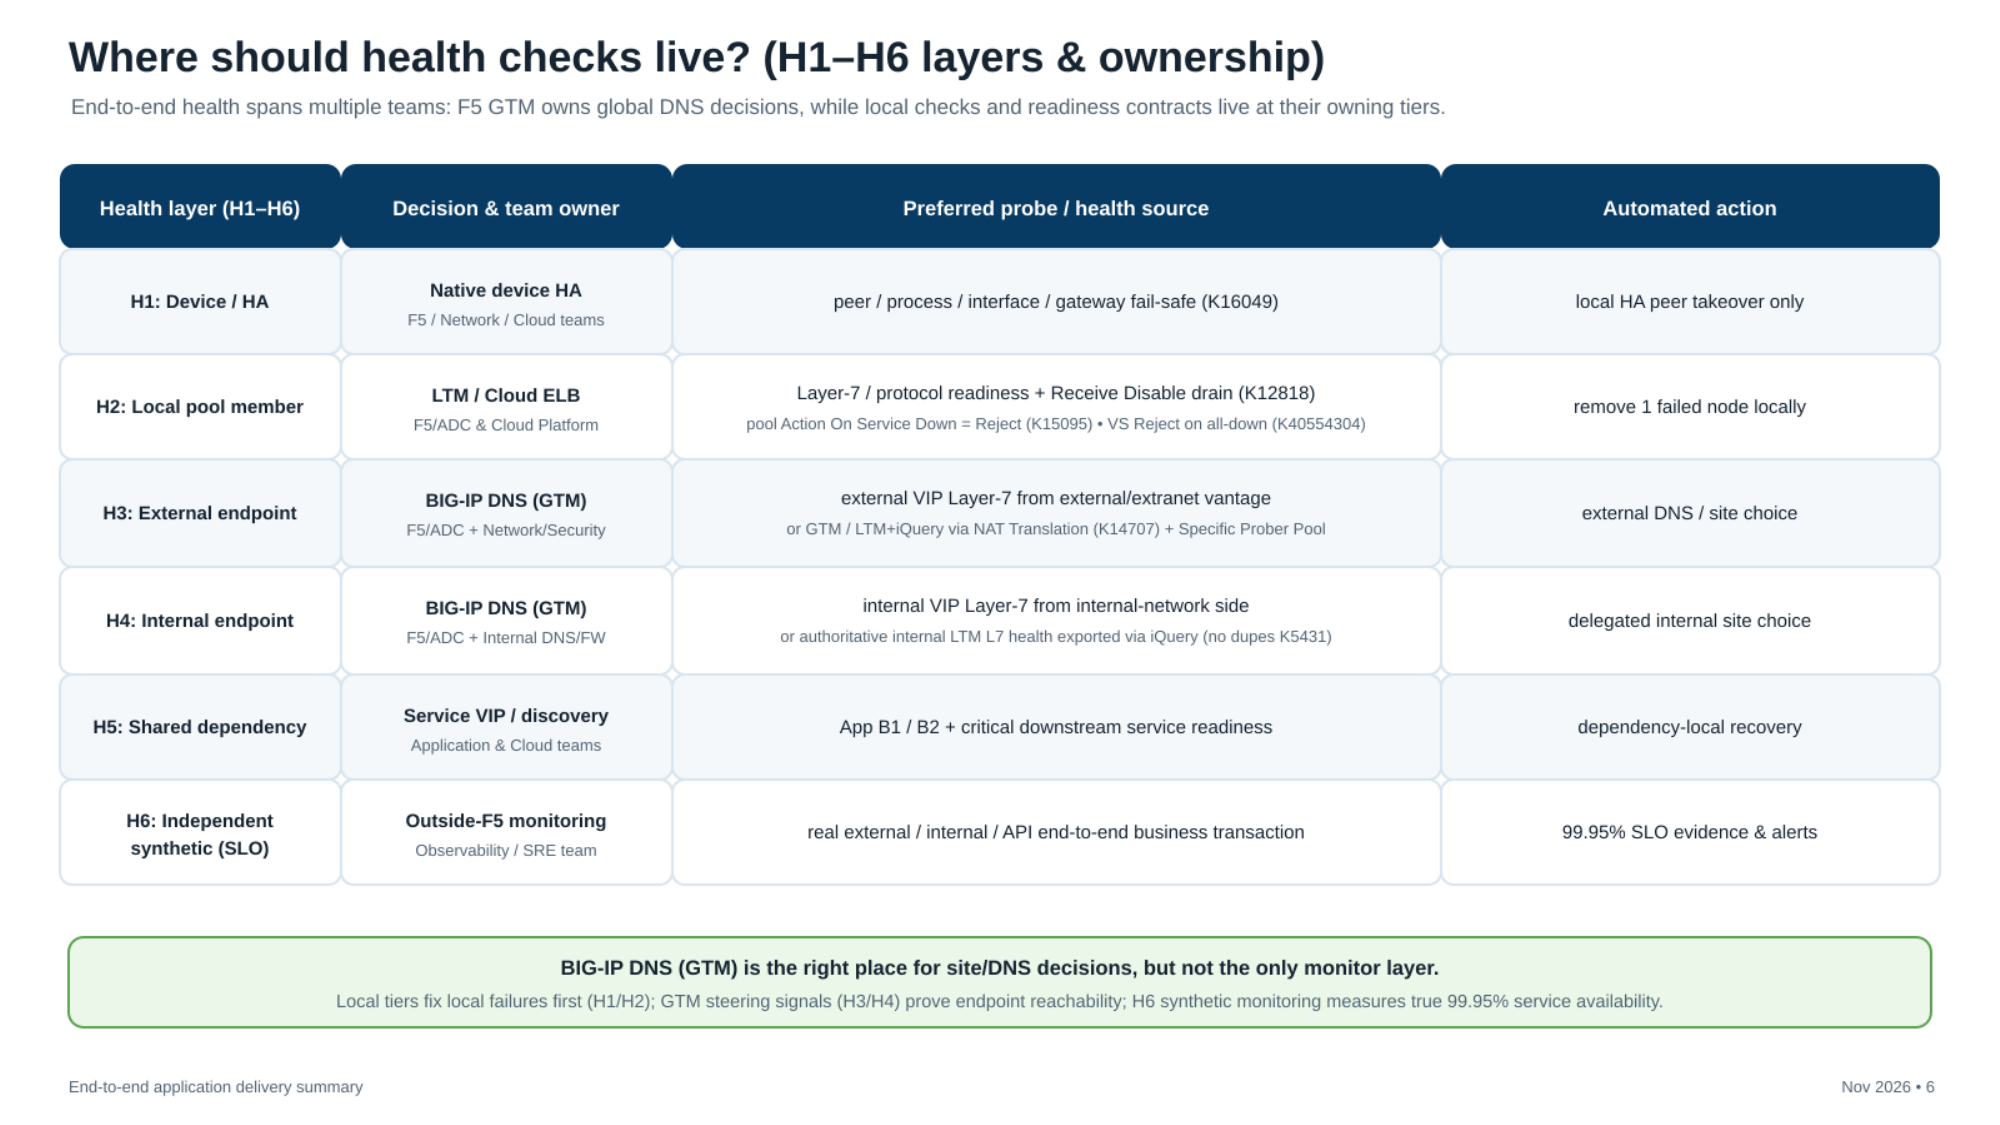 Where should health checks live? (H1–H6 layers & ownership)
End-to-end health spans multiple teams: F5 GTM owns global DNS decisions, while local checks and readiness contracts live at their owning tiers.
Health layer (H1–H6)
Decision & team owner
Preferred probe / health source
Automated action
H1: Device / HA
Native device HA
F5 / Network / Cloud teams
peer / process / interface / gateway fail-safe (K16049)
local HA peer takeover only
H2: Local pool member
LTM / Cloud ELB
F5/ADC & Cloud Platform
Layer-7 / protocol readiness + Receive Disable drain (K12818)
pool Action On Service Down = Reject (K15095) • VS Reject on all-down (K40554304)
remove 1 failed node locally
H3: External endpoint
BIG-IP DNS (GTM)
F5/ADC + Network/Security
external VIP Layer-7 from external/extranet vantage
or GTM / LTM+iQuery via NAT Translation (K14707) + Specific Prober Pool
external DNS / site choice
H4: Internal endpoint
BIG-IP DNS (GTM)
F5/ADC + Internal DNS/FW
internal VIP Layer-7 from internal-network side
or authoritative internal LTM L7 health exported via iQuery (no dupes K5431)
delegated internal site choice
H5: Shared dependency
Service VIP / discovery
Application & Cloud teams
App B1 / B2 + critical downstream service readiness
dependency-local recovery
H6: Independent
synthetic (SLO)
Outside-F5 monitoring
Observability / SRE team
real external / internal / API end-to-end business transaction
99.95% SLO evidence & alerts
BIG-IP DNS (GTM) is the right place for site/DNS decisions, but not the only monitor layer.
Local tiers fix local failures first (H1/H2); GTM steering signals (H3/H4) prove endpoint reachability; H6 synthetic monitoring measures true 99.95% service availability.
End-to-end application delivery summary
Nov 2026 • 6